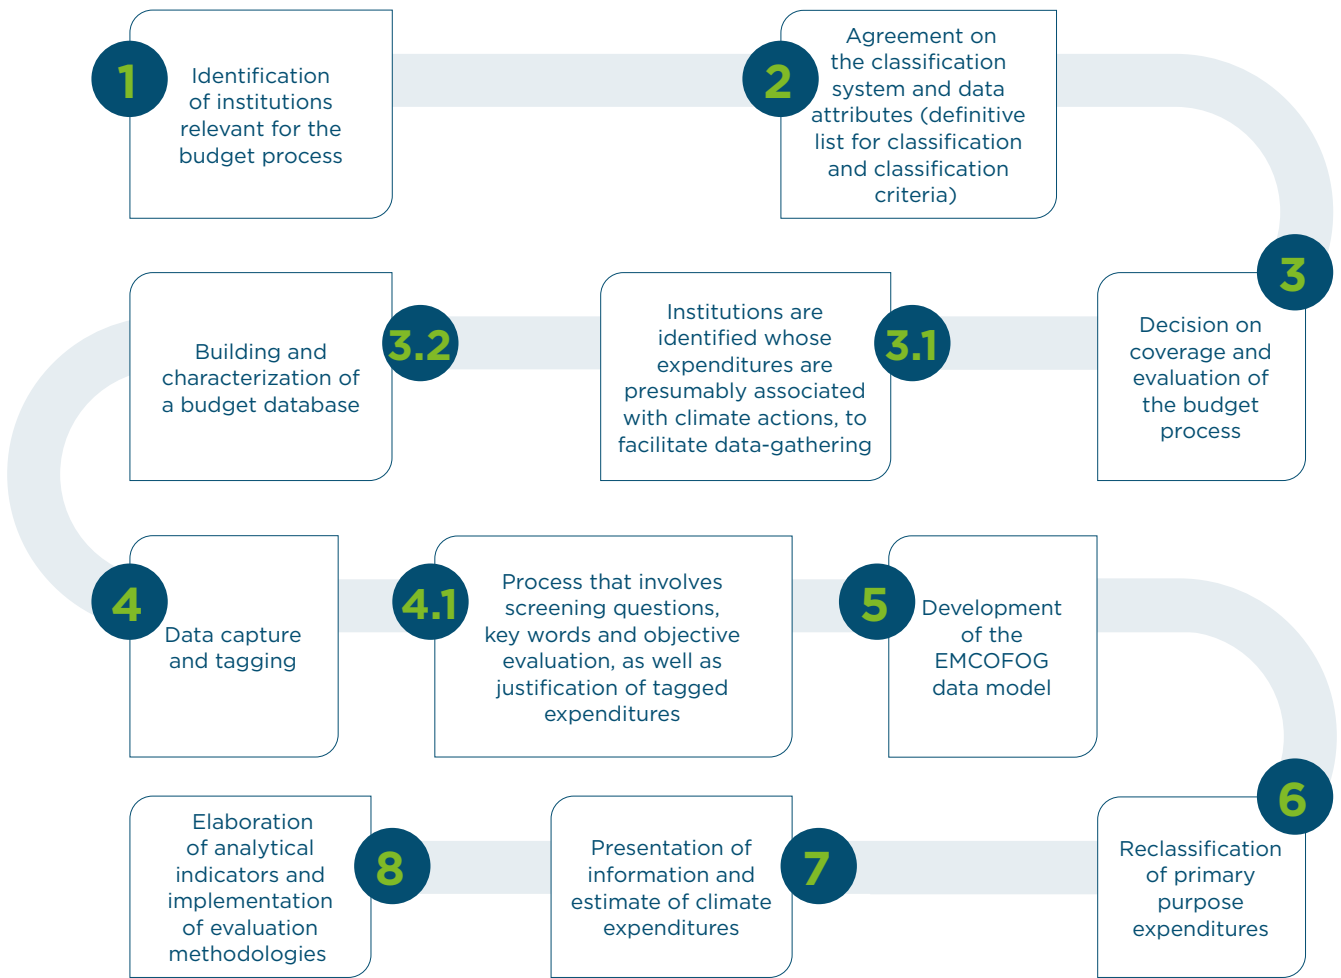 1
Identification
of institutions
relevant for the
budget process
2
Agreement on
the classification
system and data
attributes (definitive
list for classification
and classification
criteria)
3
Decision on
coverage and
evaluation of
the budget
process
3.1
Institutions are
identified whose
expenditures are
presumably associated
with climate actions, to
facilitate data-gathering
3.2
Building and
characterization of
a budget database
4
Data capture
and tagging
4.1
Process that involves
screening questions,
key words and objective
evaluation, as well as
justification of tagged
expenditures
5
Development
of the
EMCOFOG
data model
6
Reclassification
of primary
purpose
expenditures
7
Presentation of
information and
estimate of climate
expenditures
8
Elaboration
of analytical
indicators and
implementation
of evaluation
methodologies